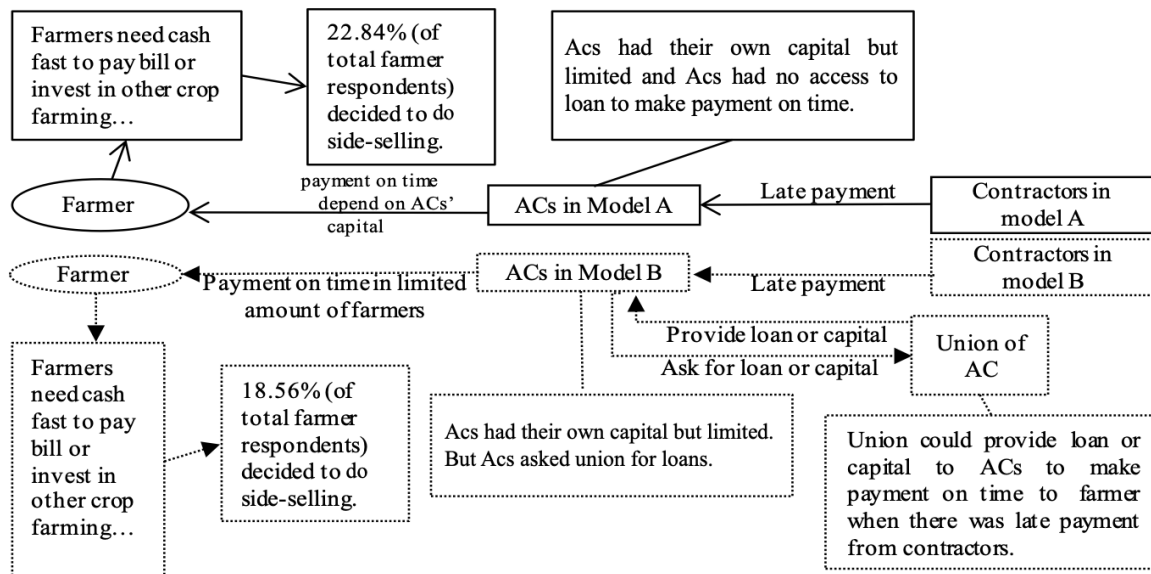 Farmers need cash
fast to pay bill or
invest in other crop
farming…
22.84% (of
total farmer
respondents)
decided to do
side-selling.
Acs had their own capital but
limited and Acs had no access to
loan to make payment on time.
Farmer
payment on time
depend on ACs’
capital
ACs in Model A
Late payment
Contractors in
model A
Farmer
Payment on time in limited
amount of farmers
ACs in Model B
Late payment
Contractors in
model B
Provide loan or capital
Ask for loan or capital
Union of
AC
Farmers
need cash
fast to pay
bill or
invest in
other crop
farming…
18.56% (of
total farmer
respondents)
decided to do
side-selling.
Acs had their own capital but limited.
But Acs asked union for loans.
Union could provide loan or
capital to ACs to make
payment on time to farmer
when there was late payment
from contractors.